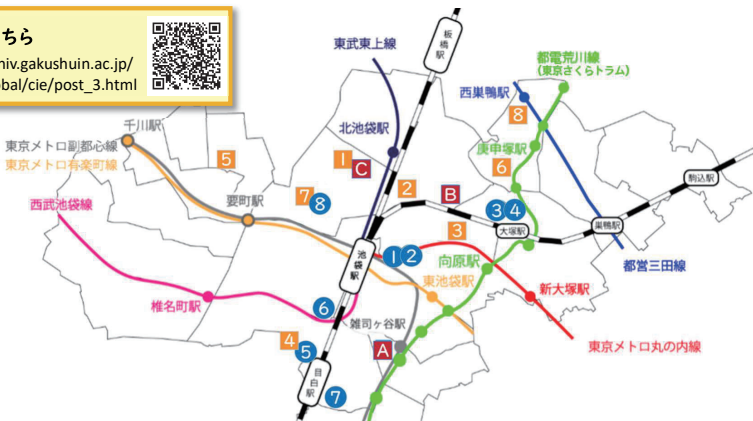 ちら
niv.gakushuin.ac.jp/
obal/cie/post_3.html
東武東上線
板橋駅
都電荒川線
(東京さくらトラム)
西巣鴨駅
8
千川駅
東京メトロ副都心線
東京メトロ有楽町線
北池袋駅
庚申塚駅
5
1
C
6
駒込駅
西武池袋線
要町駅
7
8
2
B
3
4
3
大塚駅
巣鴨駅
池袋駅
1
2
向原駅
都営三田線
東池袋駅
新大塚駅
椎名町駅
6
雑司ヶ谷駅
4
5
A
東京メトロ丸の内線
目白駅
7